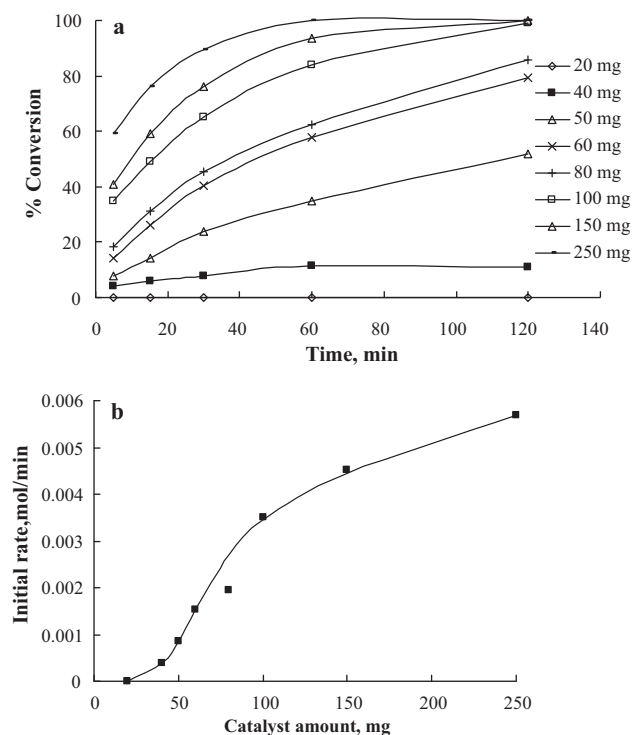 a
100
80
60
40
20
0
% Conversion
0 20 40 60 80 100 120 140
Time, min
20 mg
40 mg
50 mg
60 mg
80 mg
100 mg
150 mg
250 mg
b
0.006
0.005
0.004
0.003
0.002
0.001
0
Initial rate,mol/min
0 50 100 150 200 250
Catalyst amount, mg